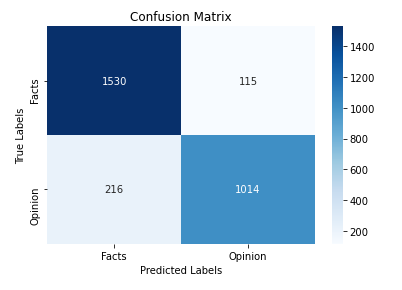 Confusion Matrix
True Labels
Facts
1530
115
Opinion
216
1014
Facts
Opinion
Predicted Labels
1400
1200
1000
800
600
400
200